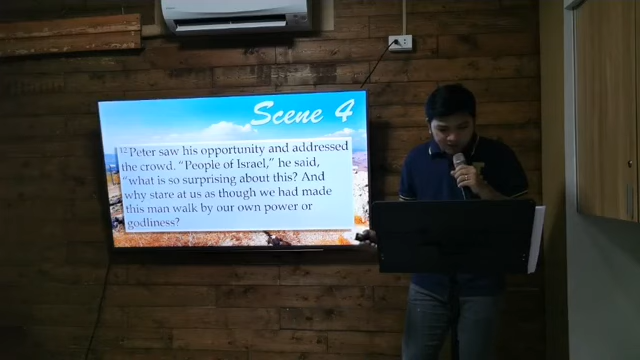 Scene 4
12 Peter saw his opportunity and addressed
the crowd. “People of Israel,” he said,
“what is so surprising about this? And
why stare at us as though we had made
this man walk by our own power or
godliness?